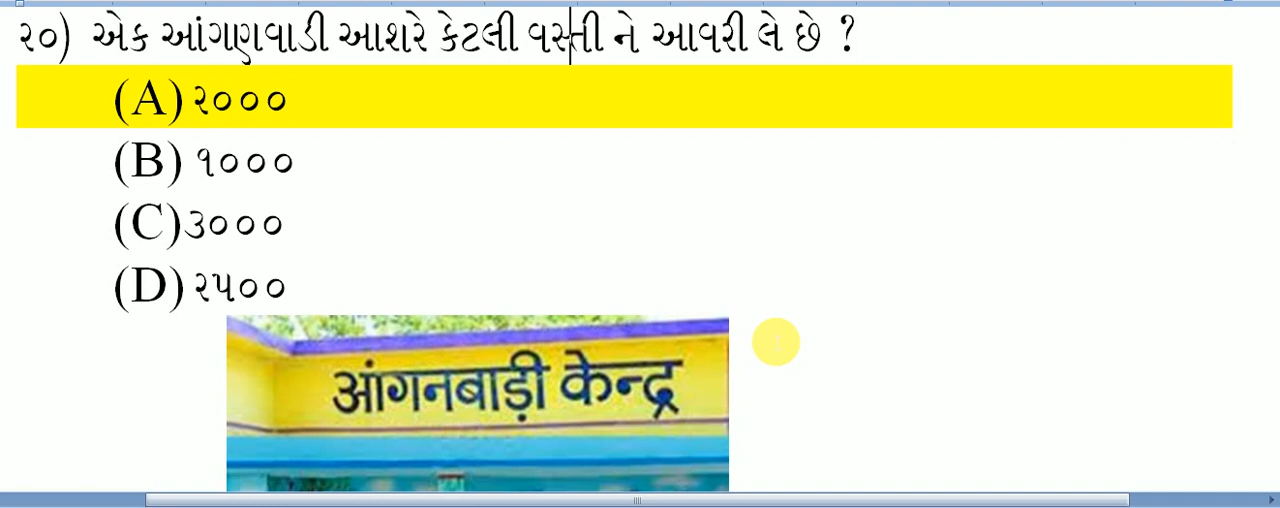 ૨૦) એક આંગણવાડી આશરે કેટલી વસ્તી ને આવરી લે છે ?
(A) ૨૦૦૦
(B) ૧૦૦૦
(C) ૩૦૦૦
(D) ૨૫૦૦
आंगनबाड़ी केन्द्र